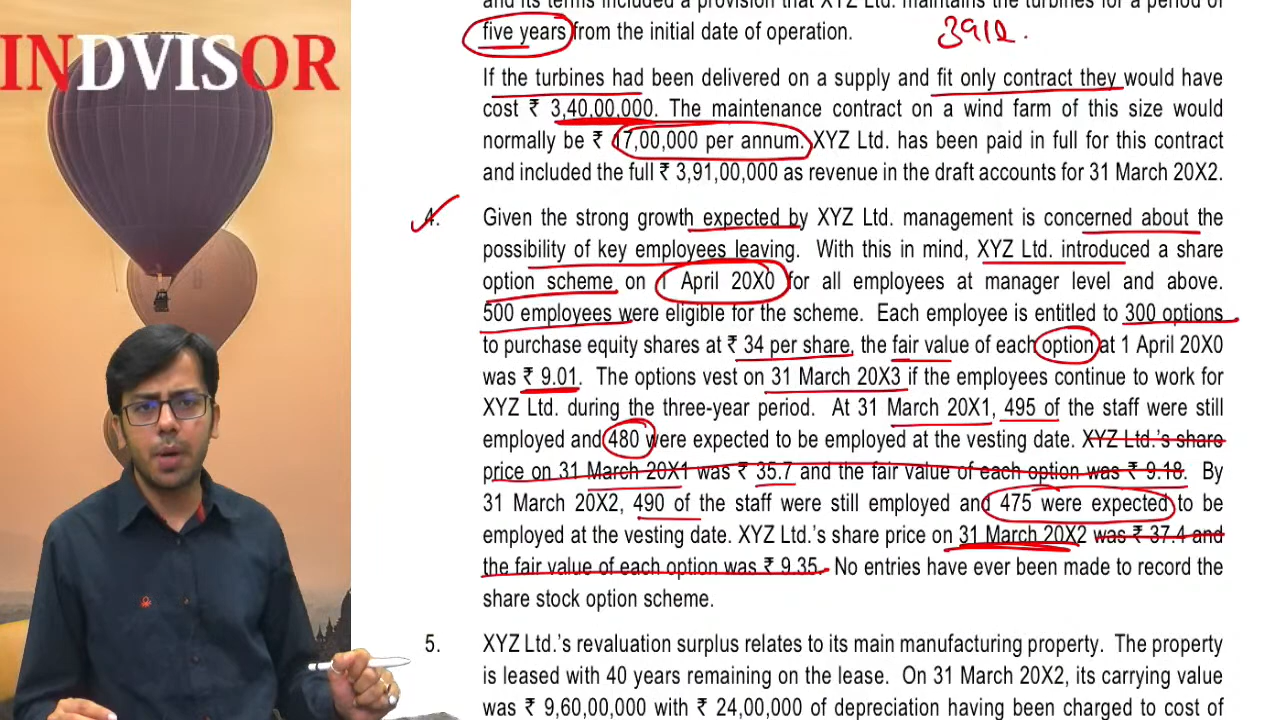 and its terms included a provision that XYZ Ltd. maintains the turbines for a period of
five years from the initial date of operation.
3912.
INDVISOR
If the turbines had been delivered on a supply and fit only contract they would have
cost ₹ 3,40,00,000. The maintenance contract on a wind farm of this size would
normally be ₹ 17,00,000 per annum. XYZ Ltd. has been paid in full for this contract
and included the full ₹ 3,91,00,000 as revenue in the draft accounts for 31 March 20X2.
4. Given the strong growth expected by XYZ Ltd. management is concerned about the
possibility of key employees leaving. With this in mind, XYZ Ltd. introduced a share
option scheme on 1 April 20X0 for all employees at manager level and above.
500 employees were eligible for the scheme. Each employee is entitled to 300 options
to purchase equity shares at ₹ 34 per share, the fair value of each option at 1 April 20X0
was ₹ 9.01. The options vest on 31 March 20X3 if the employees continue to work for
XYZ Ltd. during the three-year period. At 31 March 20X1, 495 of the staff were still
employed and 480 were expected to be employed at the vesting date. XYZ Ltd.'s share
price on 31 March 20X1 was ₹ 35.7 and the fair value of each option was ₹ 9.18. By
31 March 20X2, 490 of the staff were still employed and 475 were expected to be
employed at the vesting date. XYZ Ltd.'s share price on 31 March 20X2 was ₹ 37.4 and
the fair value of each option was ₹ 9.35. No entries have ever been made to record the
share stock option scheme.
5. XYZ Ltd.'s revaluation surplus relates to its main manufacturing property. The property
is leased with 40 years remaining on the lease. On 31 March 20X2, its carrying value
was ₹ 9,60,00,000 with ₹ 24,00,000 of depreciation having been charged to cost of